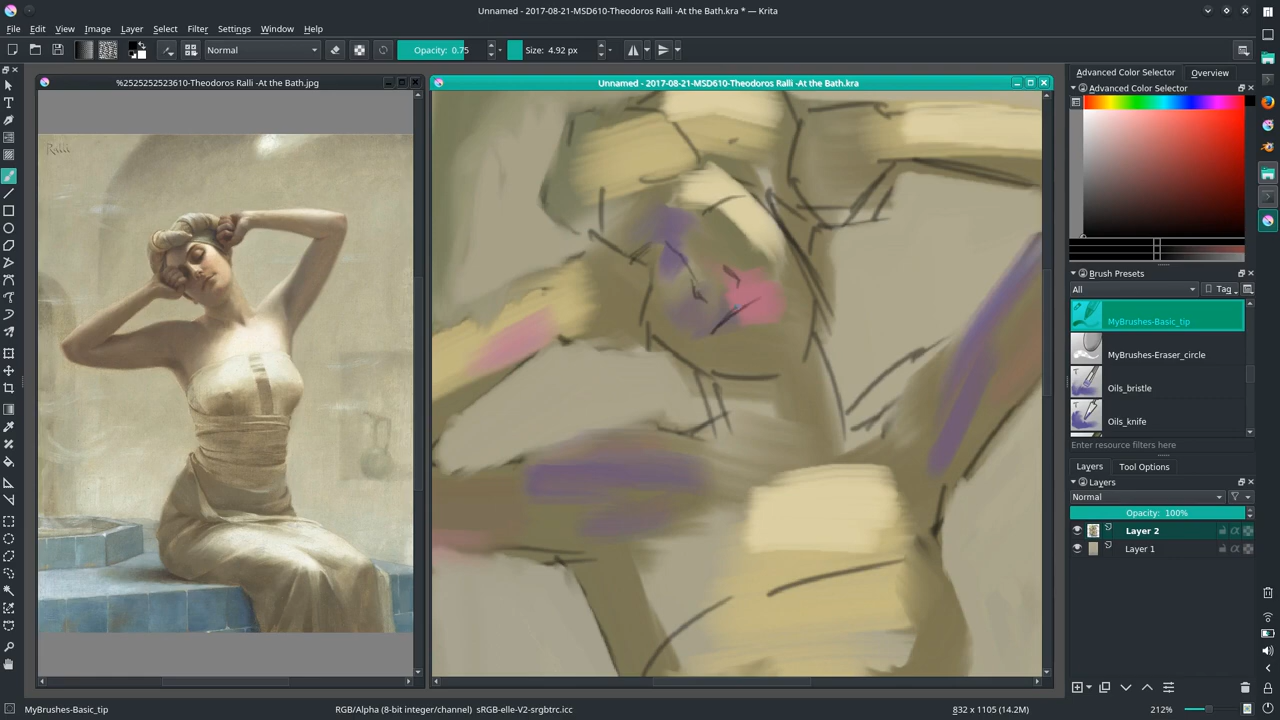 Unnamed - 2017-08-21-MSD610-Theodoros Ralli -At the Bath.kra * — Krita
File Edit View Image Layer Select Filter Settings Window Help
Normal Opacity: 0.75 Size: 4.92 px
%2525252523610-Theodoros Ralli -At the Bath.jpg
Unnamed - 2017-08-21-MSD610-Theodoros Ralli -At the Bath.kra
Ralli
Advanced Color Selector Overview
Advanced Color Selector
Brush Presets
All Tag
MyBrushes-Basic_tip
MyBrushes-Eraser_circle
Oils_bristle
Oils_knife
Enter resource filters here
Layers Tool Options
Layers
Normal
Opacity: 100%
Layer 2
Layer 1
MyBrushes-Basic_tip RGB/Alpha (8-bit integer/channel) sRGB-elle-V2-srgbtrc.icc 832 x 1105 (14.2M) 212%